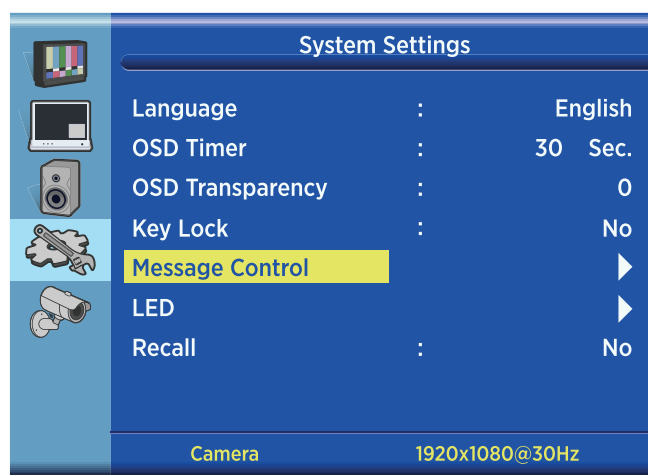 System Settings
Language : English
OSD Timer : 30 Sec.
OSD Transparency : 0
Key Lock : No
Message Control
LED
Recall : No
Camera 1920x1080@30Hz